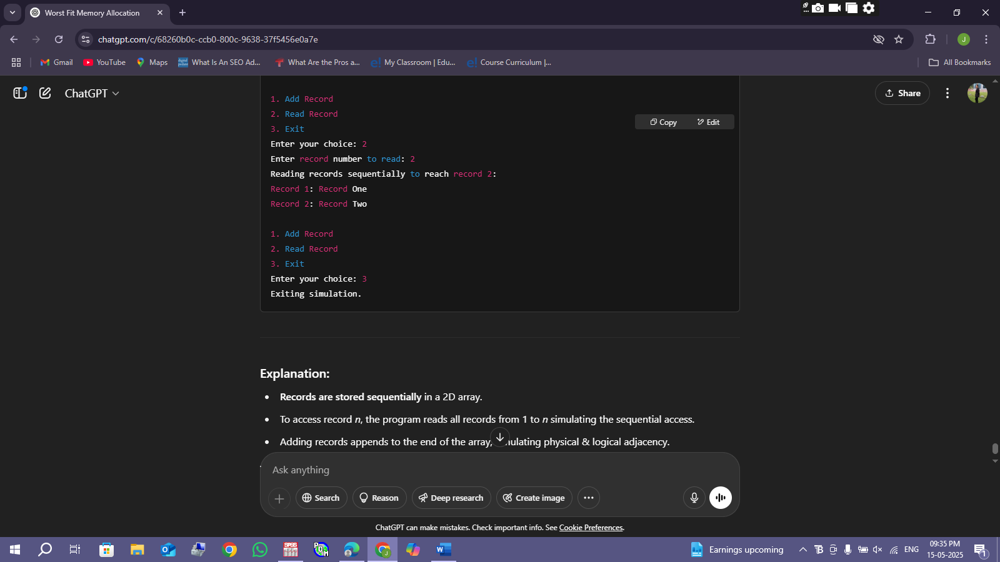 Worst Fit Memory Allocation
chatgpt.com/c/68260b0c-ccb0-800c-9638-37f5456e0a7e
J
Gmail
YouTube
Maps
What Is An SEO Ad...
What Are the Pros a...
My Classroom | Edu...
Course Curriculum |...
All Bookmarks
ChatGPT
Share
1. Add Record
2. Read Record
3. Exit
Copy
Edit
Enter your choice: 2
Enter record number to read: 2
Reading records sequentially to reach record 2:
Record 1: Record One
Record 2: Record Two
1. Add Record
2. Read Record
3. Exit
Enter your choice: 3
Exiting simulation.
Explanation:
• Records are stored sequentially in a 2D array.
• To access record n, the program reads all records from 1 to n simulating the sequential access.
• Adding records appends to the end of the array, simulating physical & logical adjacency.
Ask anything
Search
Reason
Deep research
Create image
ChatGPT can make mistakes. Check important info. See Cookie Preferences.
Earnings upcoming
ENG
09:35 PM
15-05-2025
1